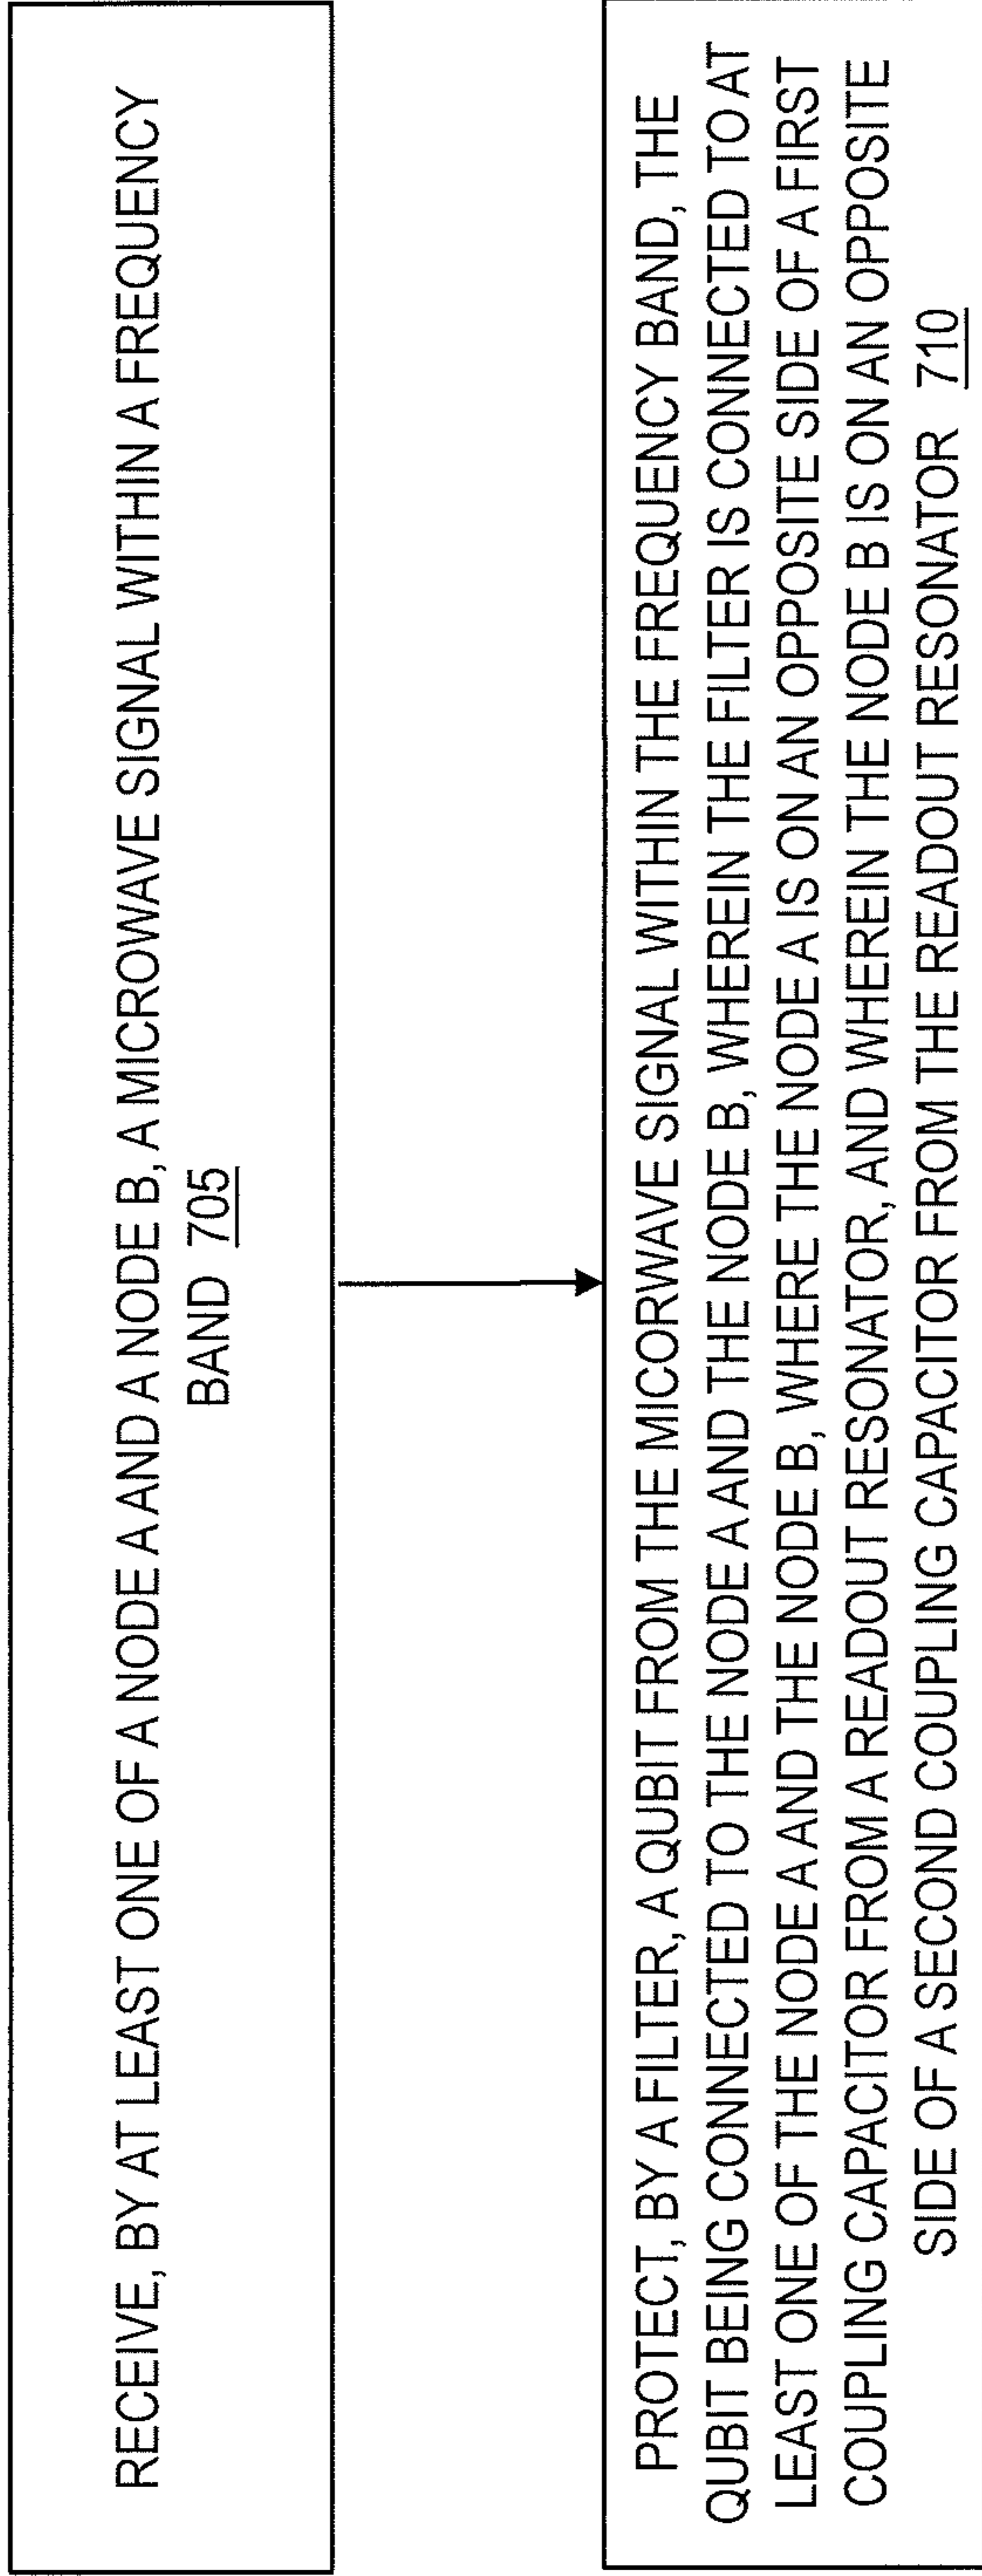 RECEIVE, BY AT LEAST ONE OF A NODE A AND A NODE B, A MICROWAVE SIGNAL WITHIN A FREQUENCY
BAND 705
PROTECT, BY A FILTER, A QUBIT FROM THE MICORWAVE SIGNAL WITHIN THE FREQUENCY BAND, THE
QUBIT BEING CONNECTED TO THE NODE A AND THE NODE B, WHEREIN THE FILTER IS CONNECTED TO AT
LEAST ONE OF THE NODE A AND THE NODE B, WHERE THE NODE A IS ON AN OPPOSITE SIDE OF A FIRST
COUPLING CAPACITOR FROM A READOUT RESONATOR, AND WHEREIN THE NODE B IS ON AN OPPOSITE
SIDE OF A SECOND COUPLING CAPACITOR FROM THE READOUT RESONATOR 710